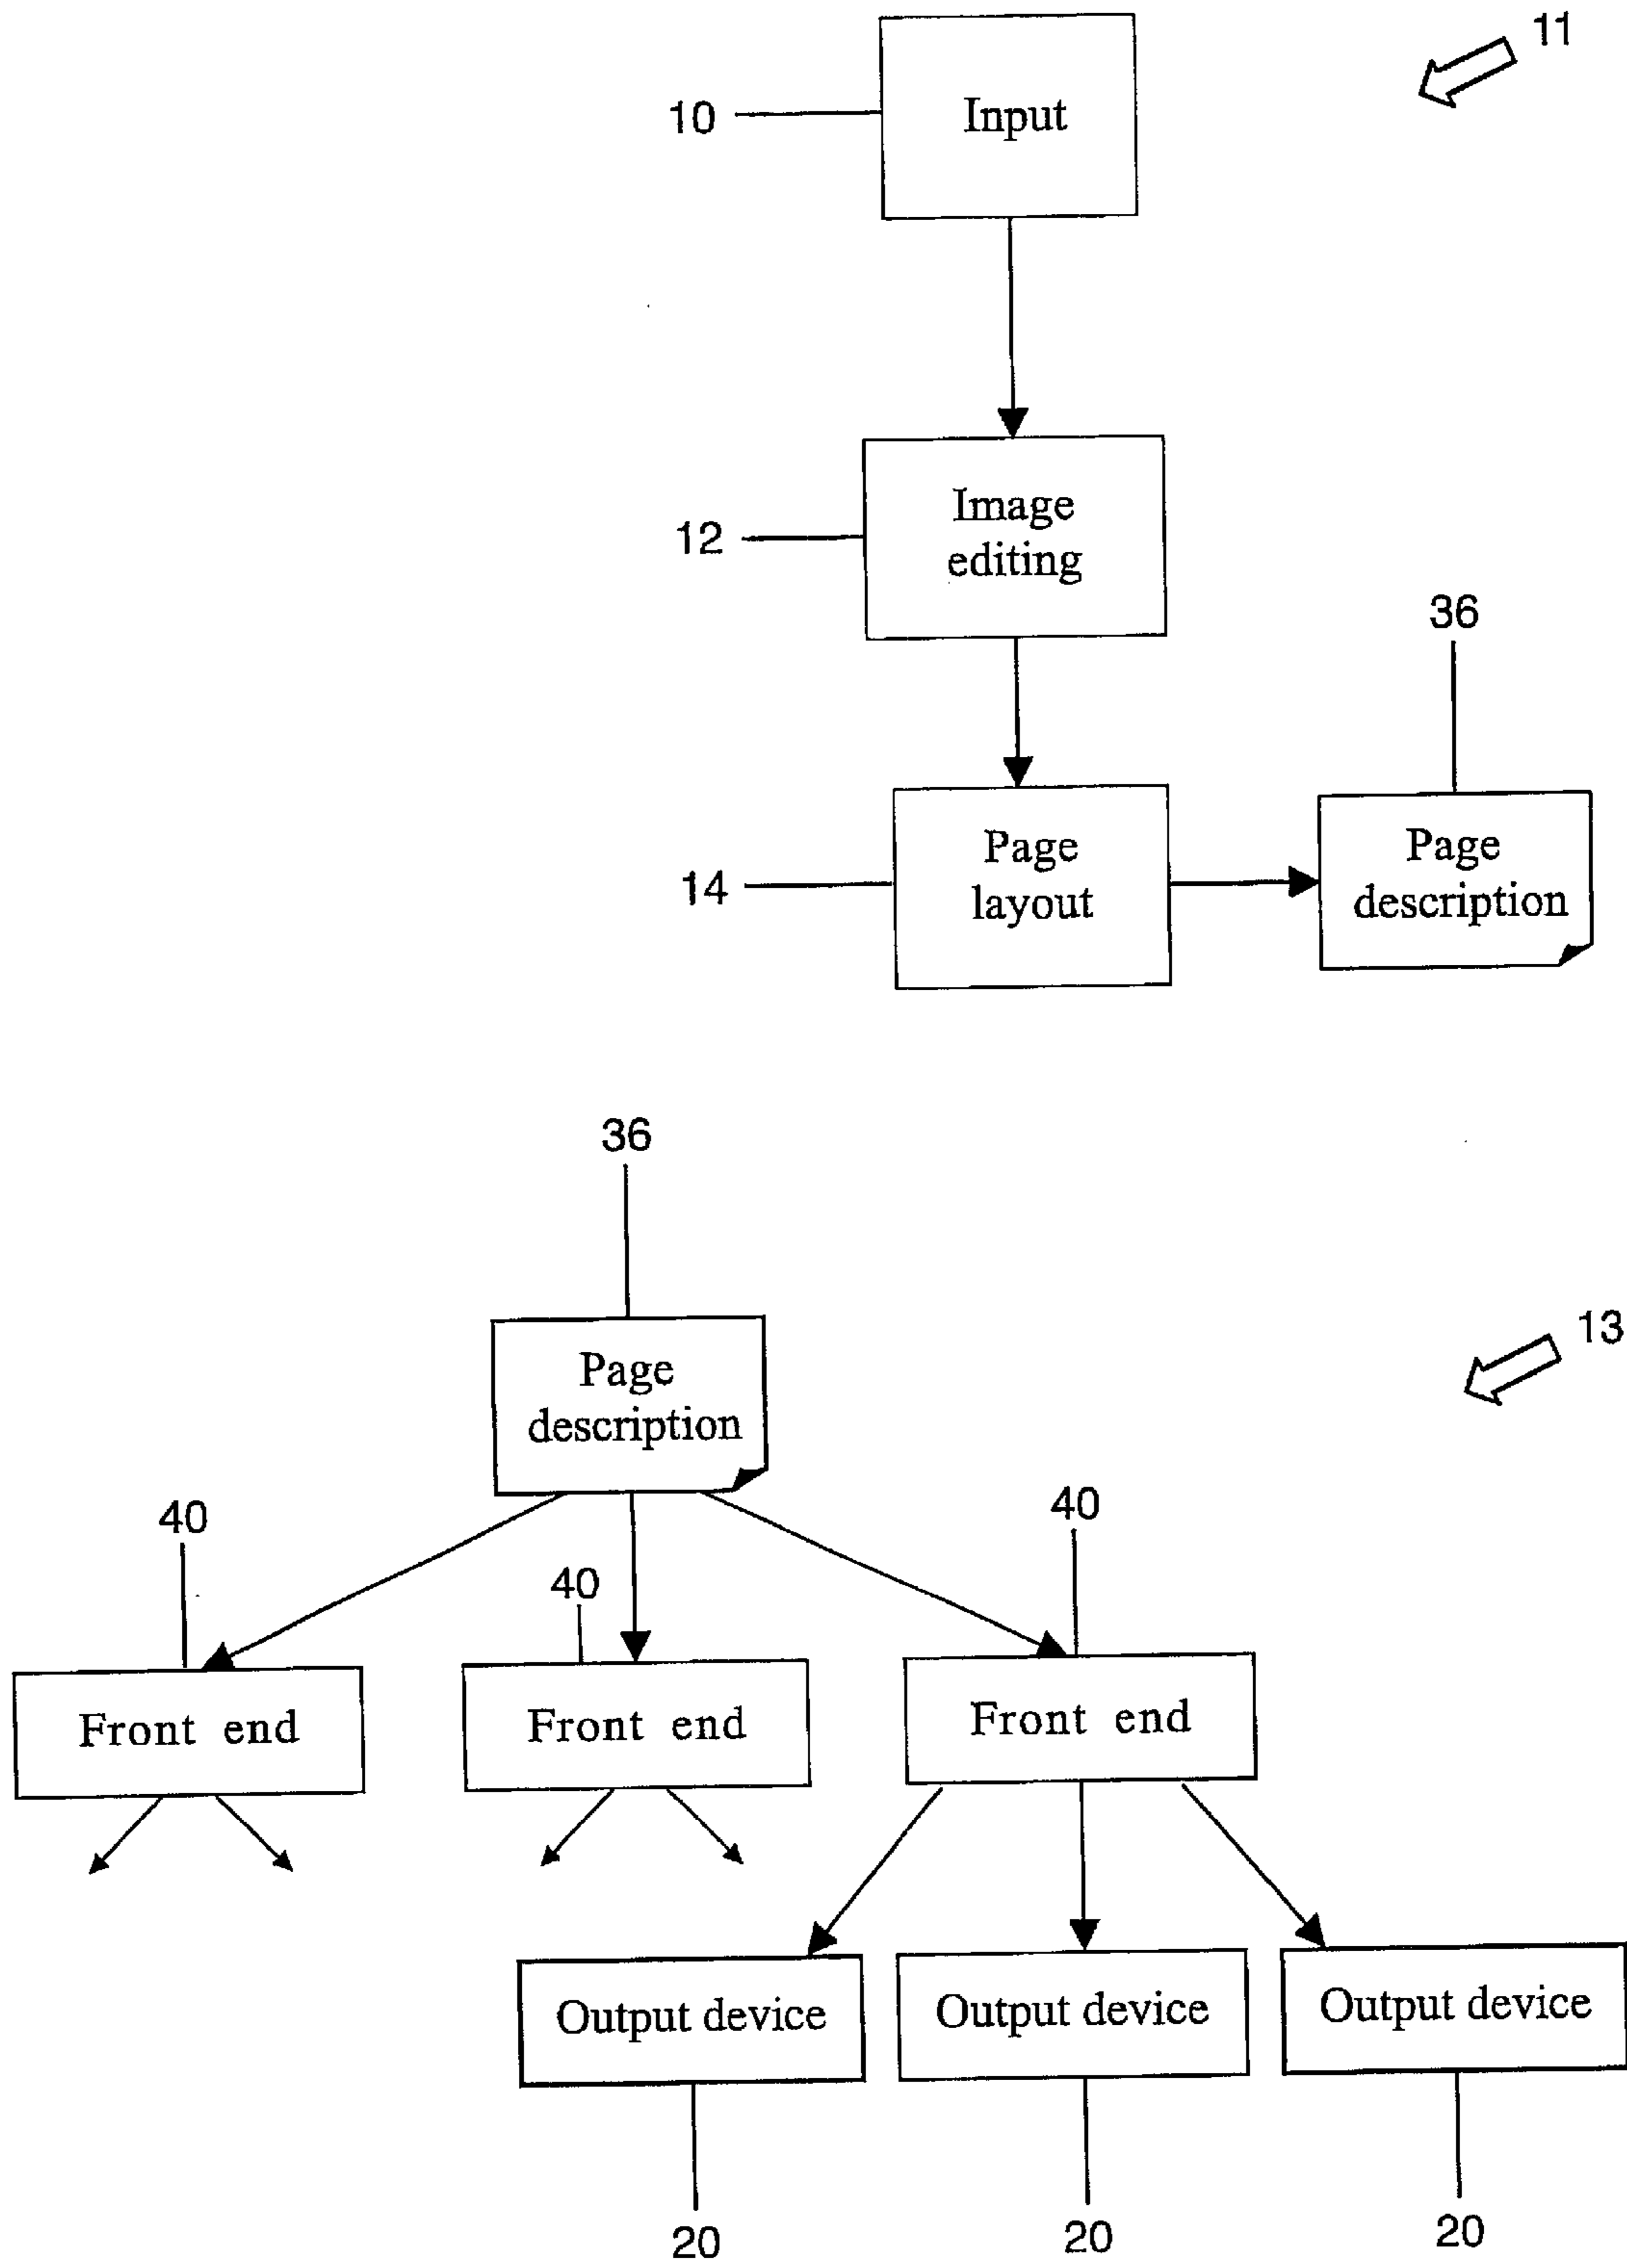 11
10
Input
12
Image
editing
36
14
Page
layout
Page
description
36
13
Page
description
40
40
40
Front end
Front end
Front end
Output device
Output device
Output device
20
20
20